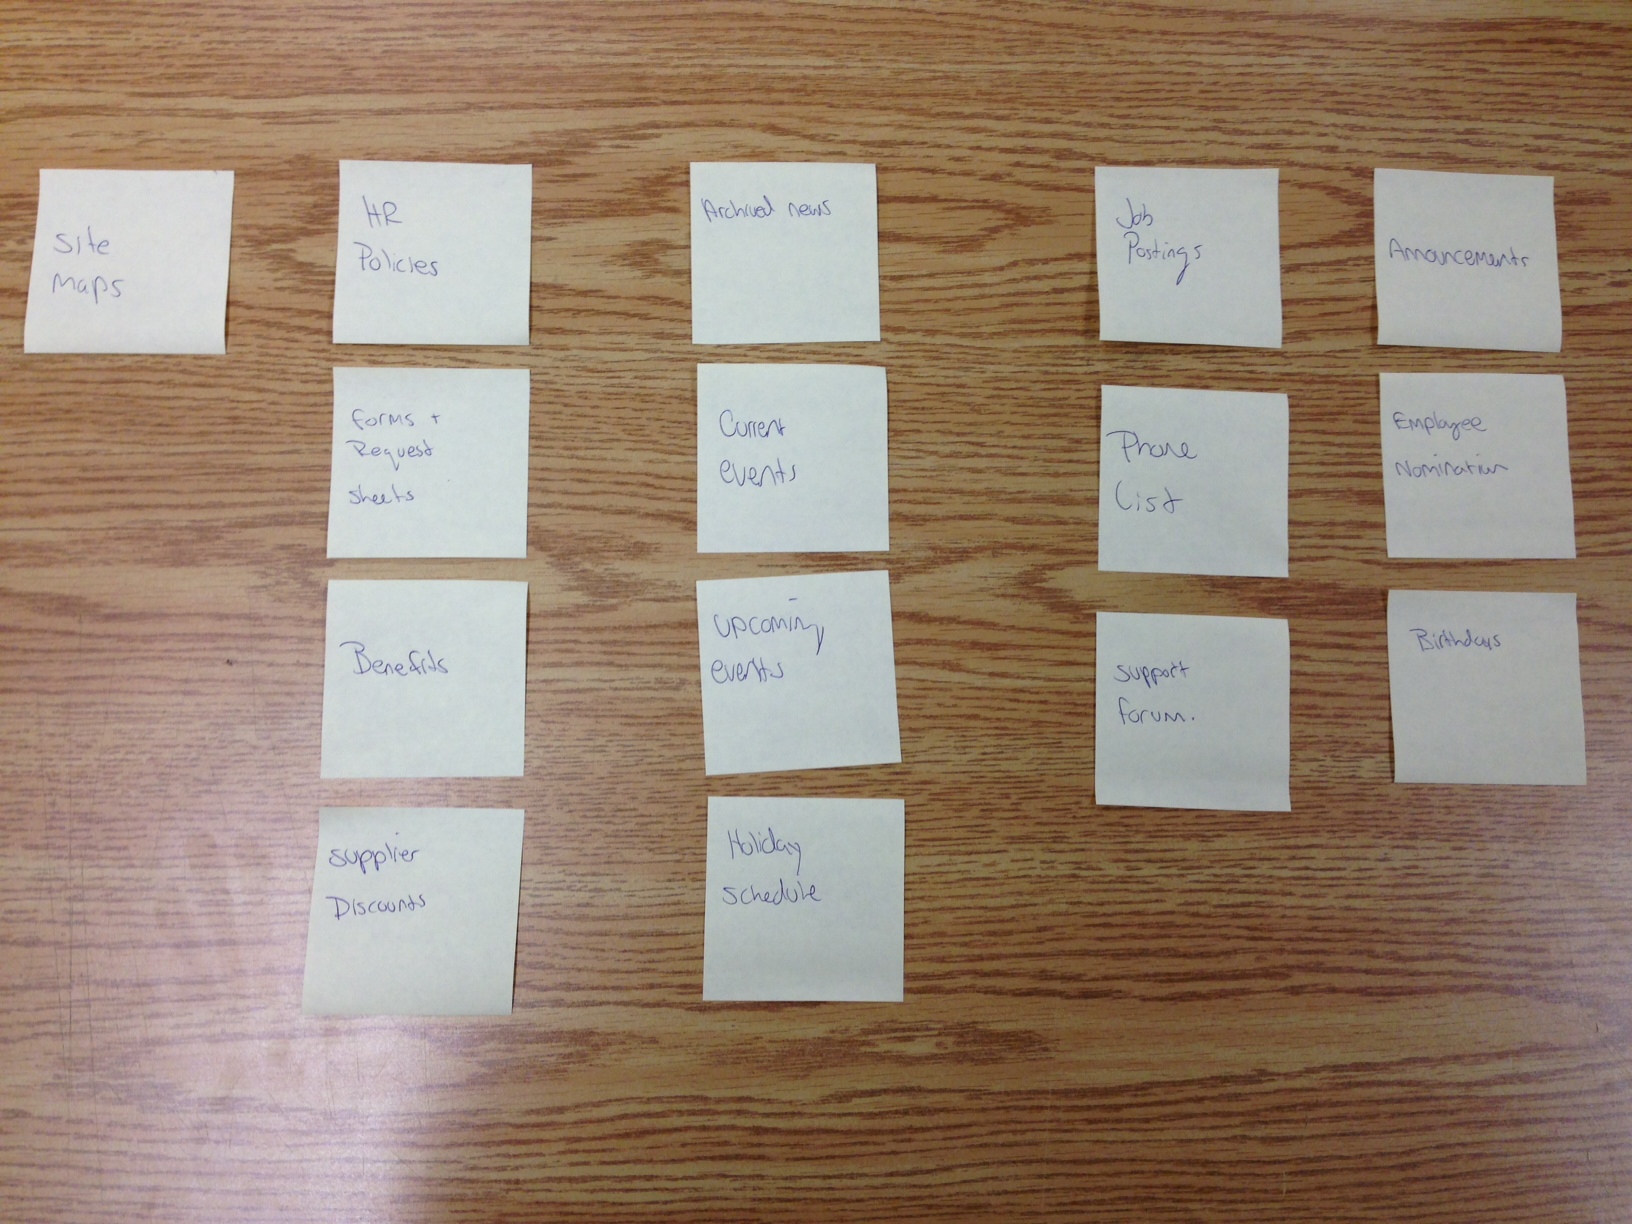 Site
Maps
HR
Policies
Forms +
Request
Sheets
Benefits
Supplier
Discounts
Archived news
Current
events
Upcoming
events
Holiday
Schedule
Job
Postings
Phone
List
Support
Forum.
Announcements
Employee
Nomination
Birthdays